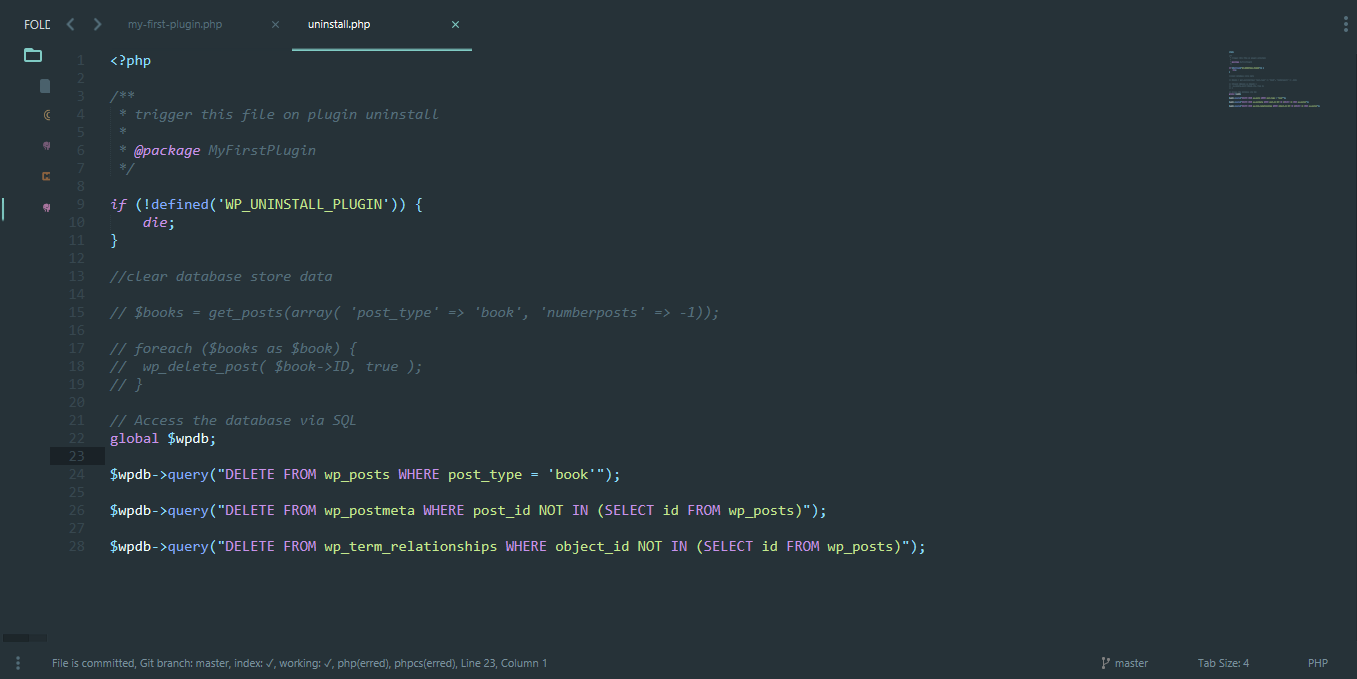 FOLD
my-first-plugin.php
uninstall.php
1 <?php
2
3 /**
4 * trigger this file on plugin uninstall
5 *
6 * @package MyFirstPlugin
7 */
8
9 if (!defined('WP_UNINSTALL_PLUGIN')) {
10 die;
11 }
12
13 //clear database store data
14
15 // $books = get_posts(array( 'post_type' => 'book', 'numberposts' => -1));
16
17 // foreach ($books as $book) {
18 // wp_delete_post( $book->ID, true );
19 // }
20
21 // Access the database via SQL
22 global $wpdb;
23
24 $wpdb->query("DELETE FROM wp_posts WHERE post_type = 'book'");
25
26 $wpdb->query("DELETE FROM wp_postmeta WHERE post_id NOT IN (SELECT id FROM wp_posts)");
27
28 $wpdb->query("DELETE FROM wp_term_relationships WHERE object_id NOT IN (SELECT id FROM wp_posts)");
File is committed, Git branch: master, index: ✓, working: ✓, php(erred), phpcs(erred), Line 23, Column 1
master
Tab Size: 4
PHP